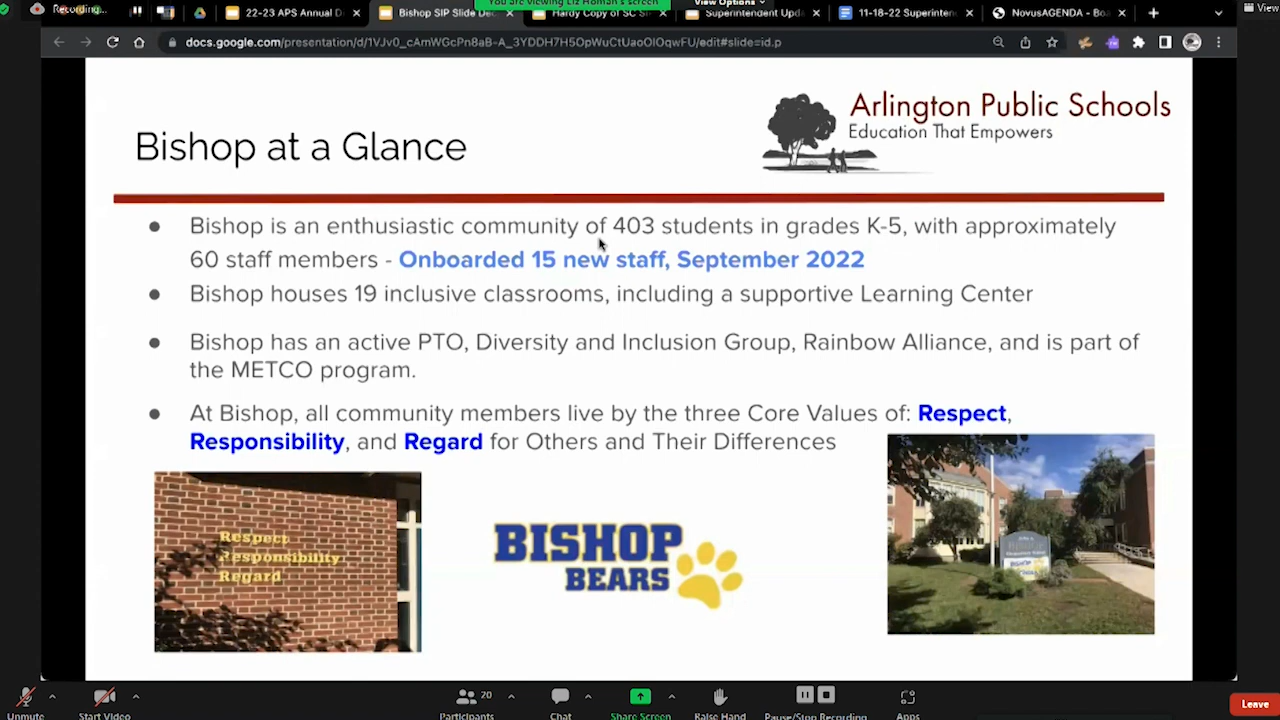 Recording...
You are viewing Liz Homan's screen
View Options
View
22-23 APS Annual D
Bishop SIP Slide De
Hardy Copy of SC S
Superintendent Upda
11-18-22 Superinten
NovusAGENDA - Boa
docs.google.com/presentation/d/1VJv0_cAmWGcPn8aB-A_3YDDH7H5OpWuCtUaoOlOqwFU/edit#slide=id.p
Arlington Public Schools
Education That Empowers
Bishop at a Glance
Bishop is an enthusiastic community of 403 students in grades K-5, with approximately
60 staff members - Onboarded 15 new staff, September 2022
Bishop houses 19 inclusive classrooms, including a supportive Learning Center
Bishop has an active PTO, Diversity and Inclusion Group, Rainbow Alliance, and is part of
the METCO program.
At Bishop, all community members live by the three Core Values of: Respect,
Responsibility, and Regard for Others and Their Differences
Respect
Responsibility
Regard
BISHOP
BEARS
BISHOP
Unmute
Start Video
20
Participants
Chat
Share Screen
Raise Hand
Pause/Stop Recording
Apps
Leave